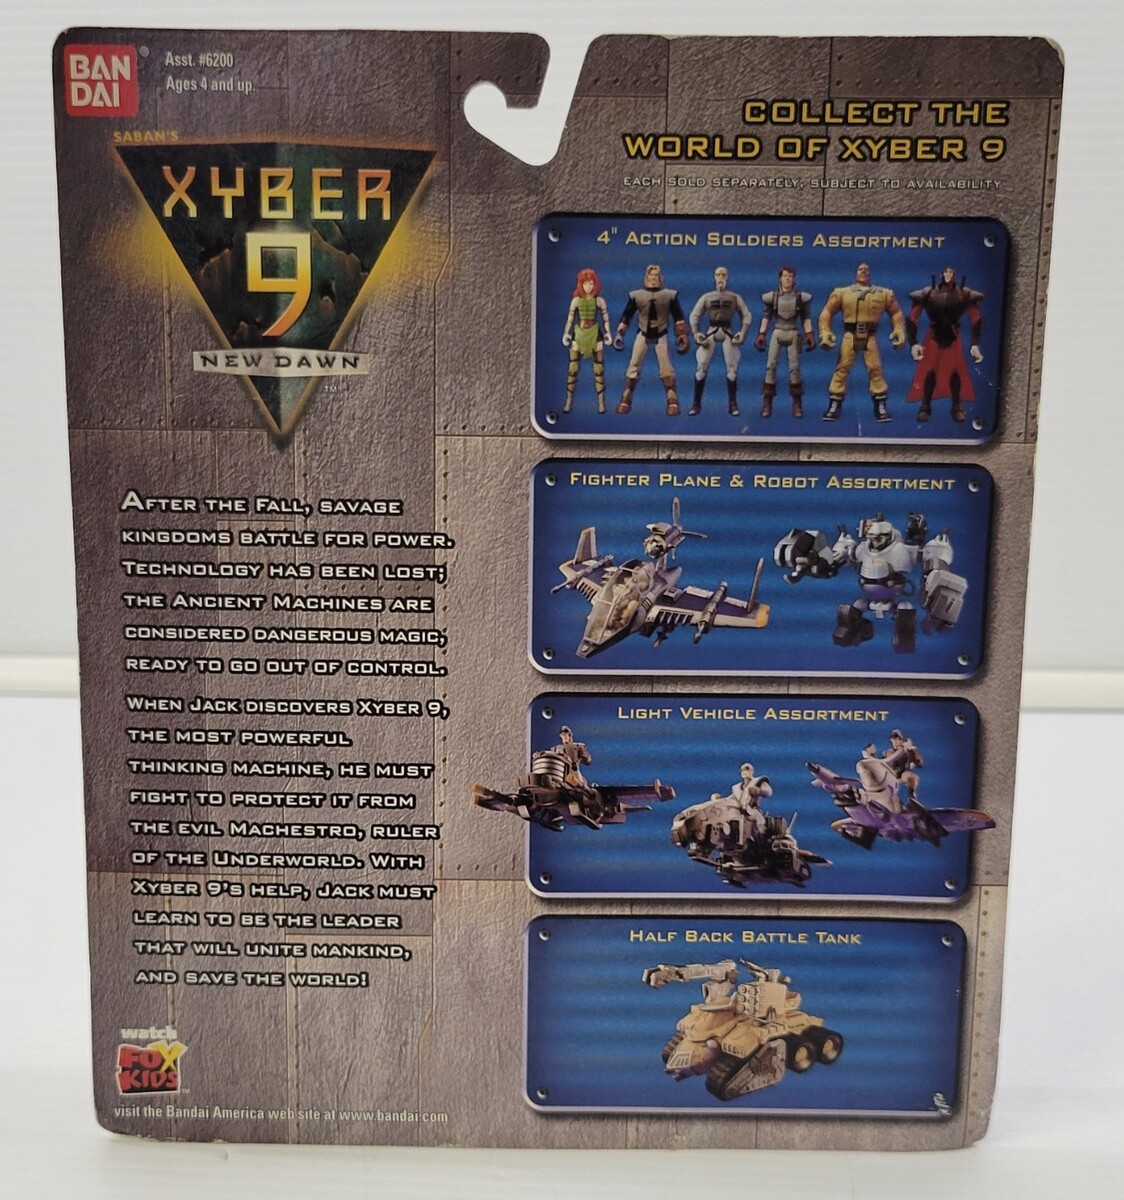 BAN
DAI
®
Asst. #6200
Ages 4 and up.
SABAN'S
XYBER
9
NEW DAWN
TM
AFTER THE FALL, SAVAGE
KINGDOMS BATTLE FOR POWER.
TECHNOLOGY HAS BEEN LOST;
THE ANCIENT MACHINES ARE
CONSIDERED DANGEROUS MAGIC,
READY TO GO OUT OF CONTROL.
WHEN JACK DISCOVERS XYBER 9,
THE MOST POWERFUL
THINKING MACHINE, HE MUST
FIGHT TO PROTECT IT FROM
THE EVIL MACHESTRO, RULER
OF THE UNDERWORLD. WITH
XYBER 9'S HELP, JACK MUST
LEARN TO BE THE LEADER
THAT WILL UNITE MANKIND,
AND SAVE THE WORLD!
watch
FOX
KIDS
TM
visit the Bandai America web site at www.bandai.com
COLLECT THE
WORLD OF XYBER 9
EACH SOLD SEPARATELY, SUBJECT TO AVAILABILITY
4" ACTION SOLDIERS ASSORTMENT
FIGHTER PLANE & ROBOT ASSORTMENT
LIGHT VEHICLE ASSORTMENT
HALF BACK BATTLE TANK